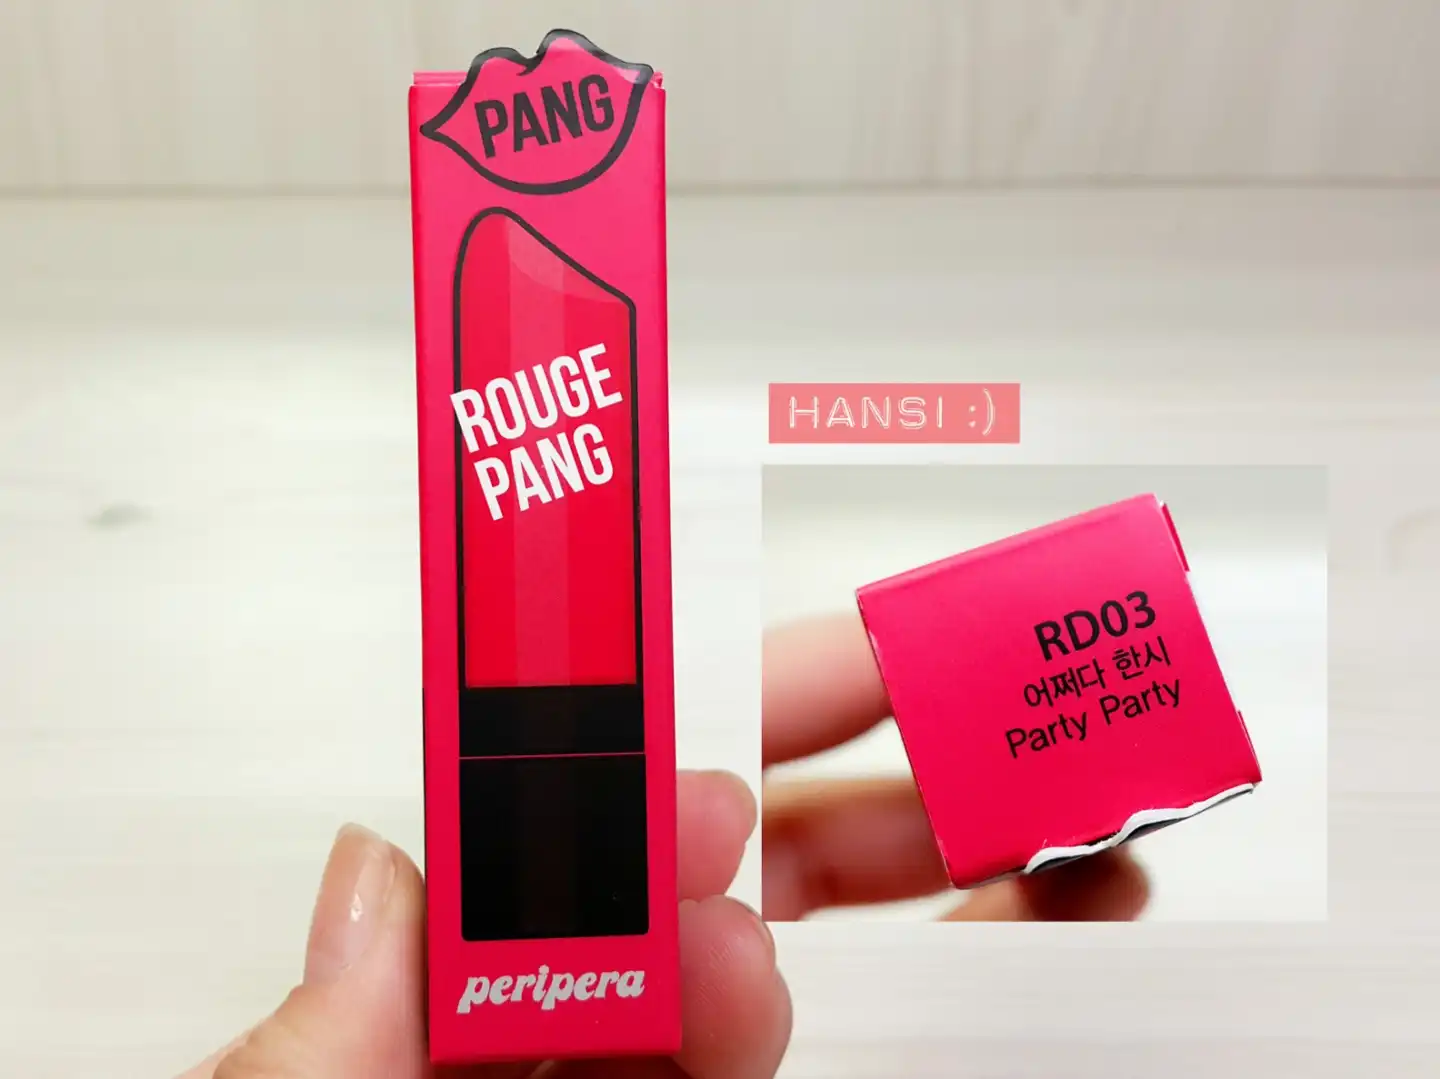 PANG
ROUGE
PANG
peripera
HANSI :)
RD03
어쩌다 한시
Party Party